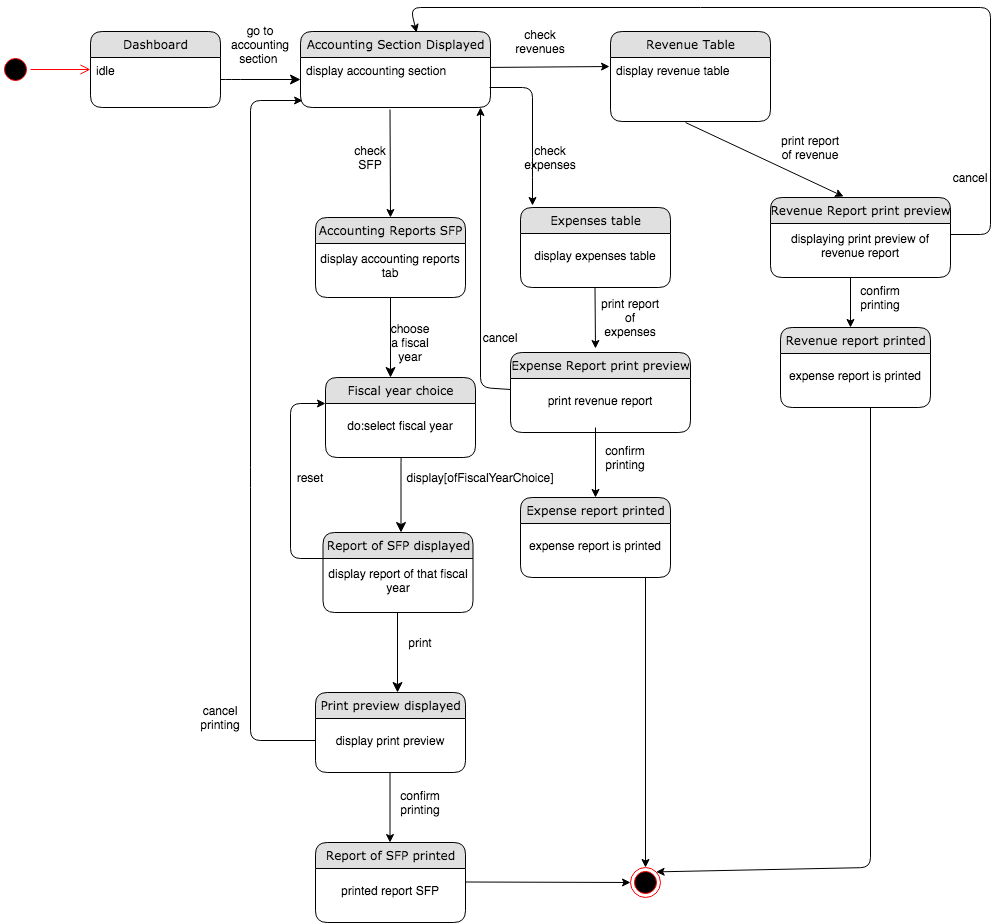 go to
accounting
section
Dashboard
idle
Accounting Section Displayed
display accounting section
check
revenues
Revenue Table
display revenue table
print report
of revenue
cancel
check
SFP
check
expenses
Revenue Report print preview
displaying print preview of
revenue report
Accounting Reports SFP
display accounting reports
tab
Expenses table
display expenses table
confirm
printing
print report
of
expenses
choose
a fiscal
year
cancel
Revenue report printed
expense report is printed
Expense Report print preview
print revenue report
Fiscal year choice
do:select fiscal year
confirm
printing
reset
display[ofFiscalYearChoice]
Expense report printed
expense report is printed
Report of SFP displayed
display report of that fiscal
year
print
cancel
printing
Print preview displayed
display print preview
confirm
printing
Report of SFP printed
printed report SFP